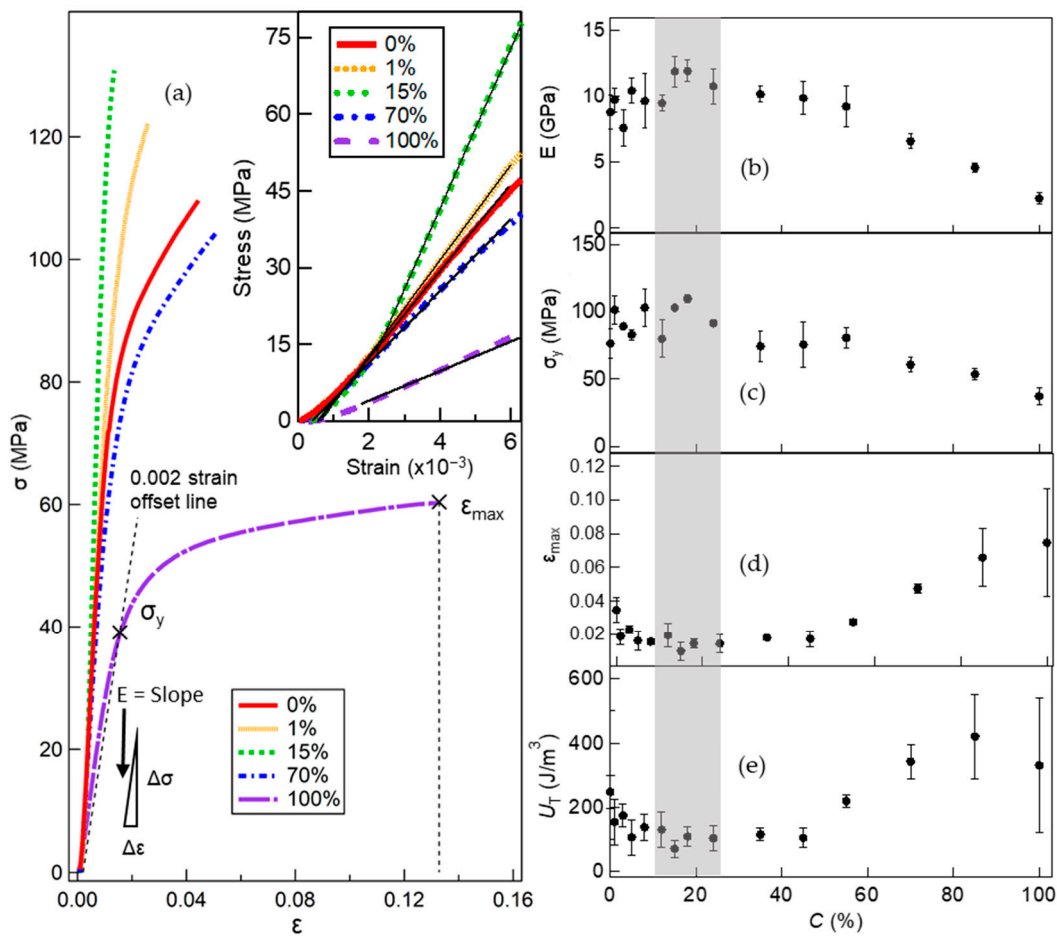 (a)
σ (MPa)
120
100
80
60
40
20
0
0.00
0.04
0.08
0.12
0.16
ε
0.002 strain
offset line
σy
εmax
E = Slope
Δσ
Δε
0%
1%
15%
70%
100%
Stress (MPa)
75
60
45
30
15
0
0
2
4
6
Strain (x10⁻³)
0%
1%
15%
70%
100%
E (GPa)
15
10
5
0
(b)
σy (MPa)
150
100
50
0
(c)
εmax
0.12
0.10
0.08
0.06
0.04
0.02
0.00
(d)
UT (J/m³)
600
400
200
0
(e)
0
20
40
60
80
100
C (%)